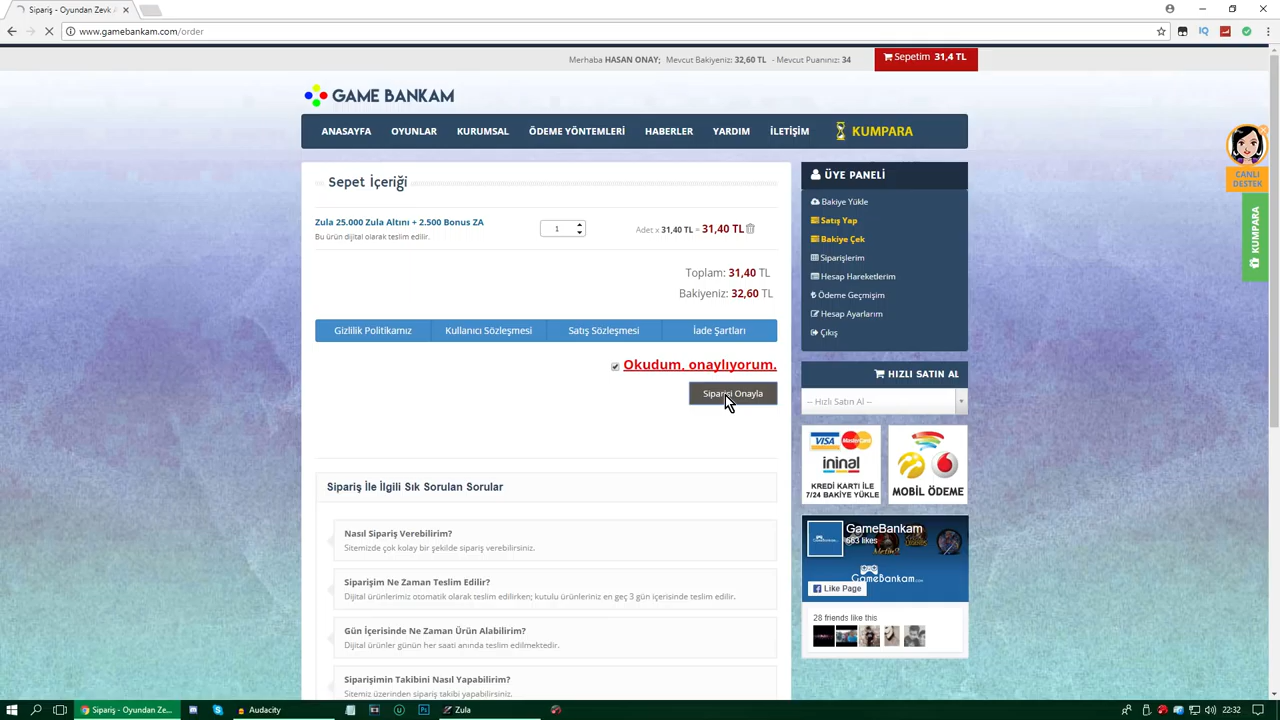 Sipariş - Oyundan Zevk A
www.gamebankam.com/order
Merhaba HASAN ONAY; Mevcut Bakiyeniz: 32,60 TL - Mevcut Puanınız: 34
Sepetim 31,4 TL
GAME BANKAM
ANASAYFA OYUNLAR KURUMSAL ÖDEME YÖNTEMLERİ HABERLER YARDIM İLETİŞİM KUMPARA
Sepet İçeriği
Zula 25.000 Zula Altını + 2.500 Bonus ZA
Bu ürün dijital olarak teslim edilir.
1
Adet x 31,40 TL = 31,40 TL
Toplam: 31,40 TL
Bakiyeniz: 32,60 TL
Gizlilik Politikamız Kullanıcı Sözleşmesi Satış Sözleşmesi İade Şartları
Okudum, onaylıyorum.
Siparişi Onayla
Sipariş İle İlgili Sık Sorulan Sorular
Nasıl Sipariş Verebilirim?
Sitemizde çok kolay bir şekilde sipariş verebilirsiniz.
Siparişim Ne Zaman Teslim Edilir?
Dijital ürünlerimiz otomatik olarak teslim edilirken; kutulu ürünleriniz en geç 3 gün içerisinde teslim edilir.
Gün İçerisinde Ne Zaman Ürün Alabilirim?
Dijital ürünler günün her saati anında teslim edilmektedir.
Siparişimin Takibini Nasıl Yapabilirim?
Sitemiz üzerinden sipariş takibi yapabilirsiniz.
ÜYE PANELİ
Bakiye Yükle
Satış Yap
Bakiye Çek
Siparişlerim
Hesap Hareketlerim
Ödeme Geçmişim
Hesap Ayarlarım
Çıkış
HIZLI SATIN AL
-- Hızlı Satın Al --
VISA MasterCard
ininal
KREDİ KARTI İLE
7/24 BAKİYE YÜKLE
MOBİL ÖDEME
GameBankam
663 likes
GameBankam.com
Like Page
28 friends like this
CANLI
DESTEK
KUMPARA
Sipariş - Oyundan Ze...
Audacity
Zula
22:32